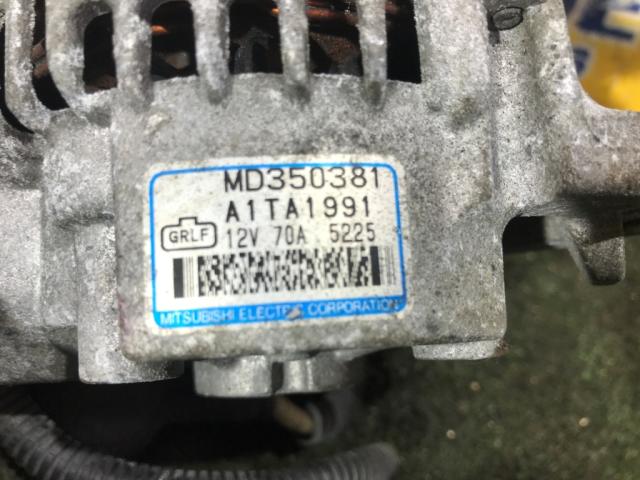 MD350381
A1TA1991
GRLF 12V 70A 5225
MITSUBISHI ELECTRIC CORPORATION